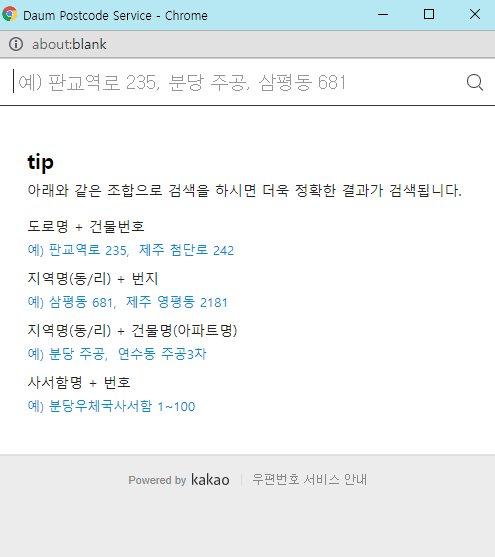 Daum Postcode Service - Chrome
about:blank
예) 판교역로 235, 분당 주공, 삼평동 681
tip
아래와 같은 조합으로 검색을 하시면 더욱 정확한 결과가 검색됩니다.
도로명 + 건물번호
예) 판교역로 235, 제주 첨단로 242
지역명(동/리) + 번지
예) 삼평동 681, 제주 영평동 2181
지역명(동/리) + 건물명(아파트명)
예) 분당 주공, 연수동 주공3차
사서함명 + 번호
예) 분당우체국사서함 1~100
Powered by kakao 우편번호 서비스 안내